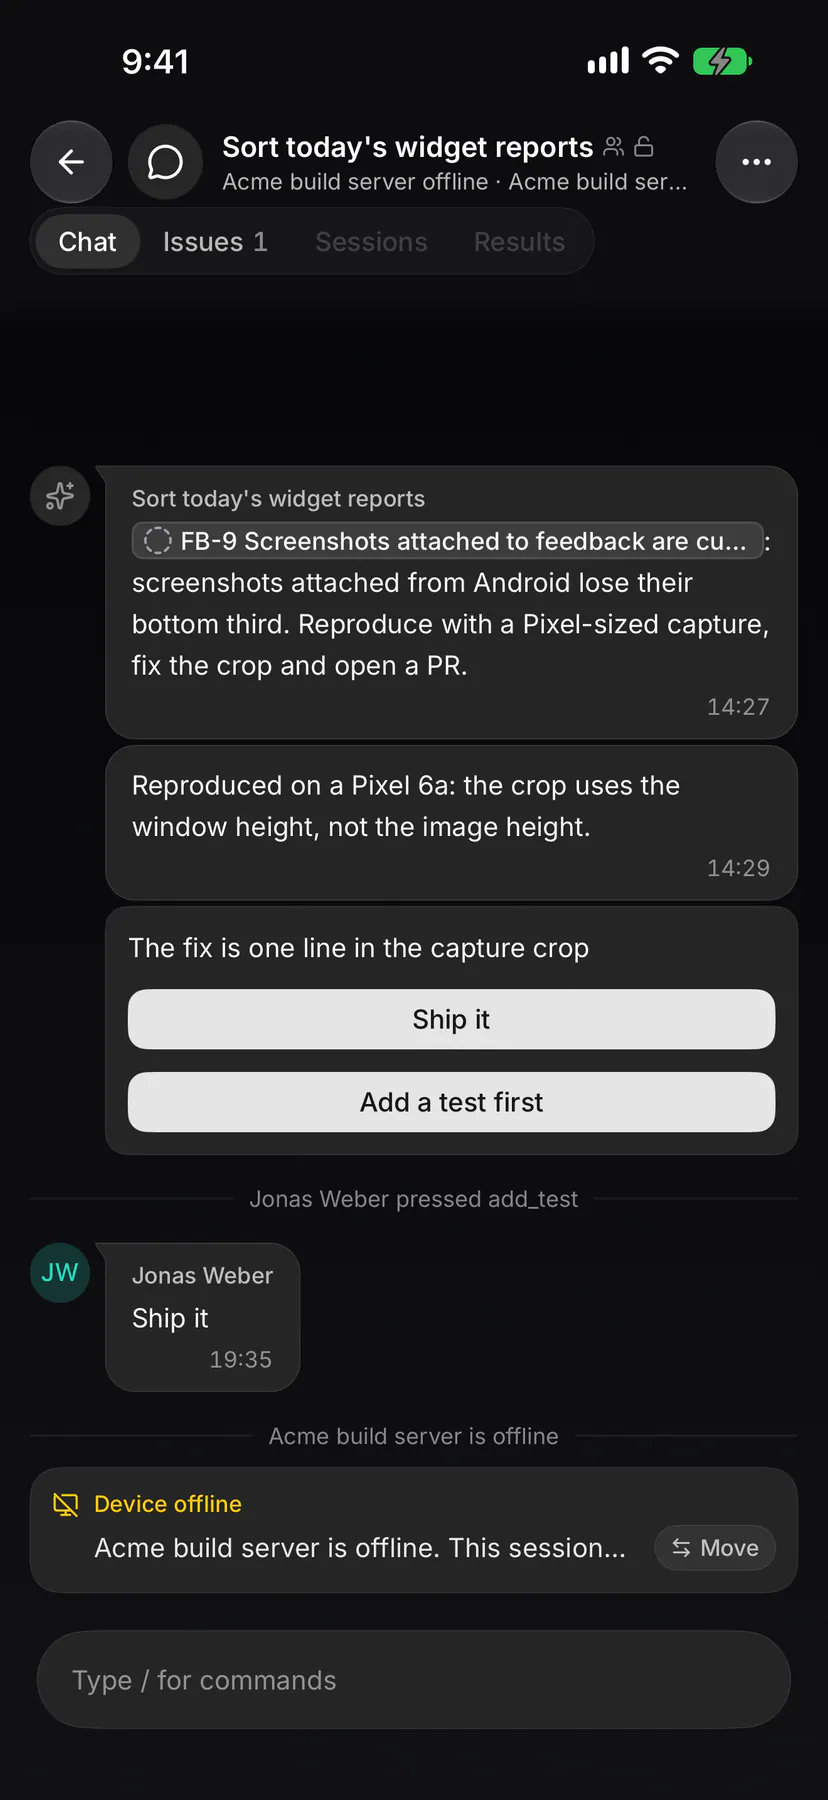 9:41
Sort today's widget reports
Acme build server offline · Acme build ser...
Chat
Issues 1
Sessions
Results
Sort today's widget reports
FB-9 Screenshots attached to feedback are cu... :
screenshots attached from Android lose their
bottom third. Reproduce with a Pixel-sized capture,
fix the crop and open a PR.
14:27
Reproduced on a Pixel 6a: the crop uses the
window height, not the image height.
14:29
The fix is one line in the capture crop
Ship it
Add a test first
Jonas Weber pressed add_test
JW
Jonas Weber
Ship it
19:35
Acme build server is offline
Device offline
Acme build server is offline. This session...
Move
Type / for commands